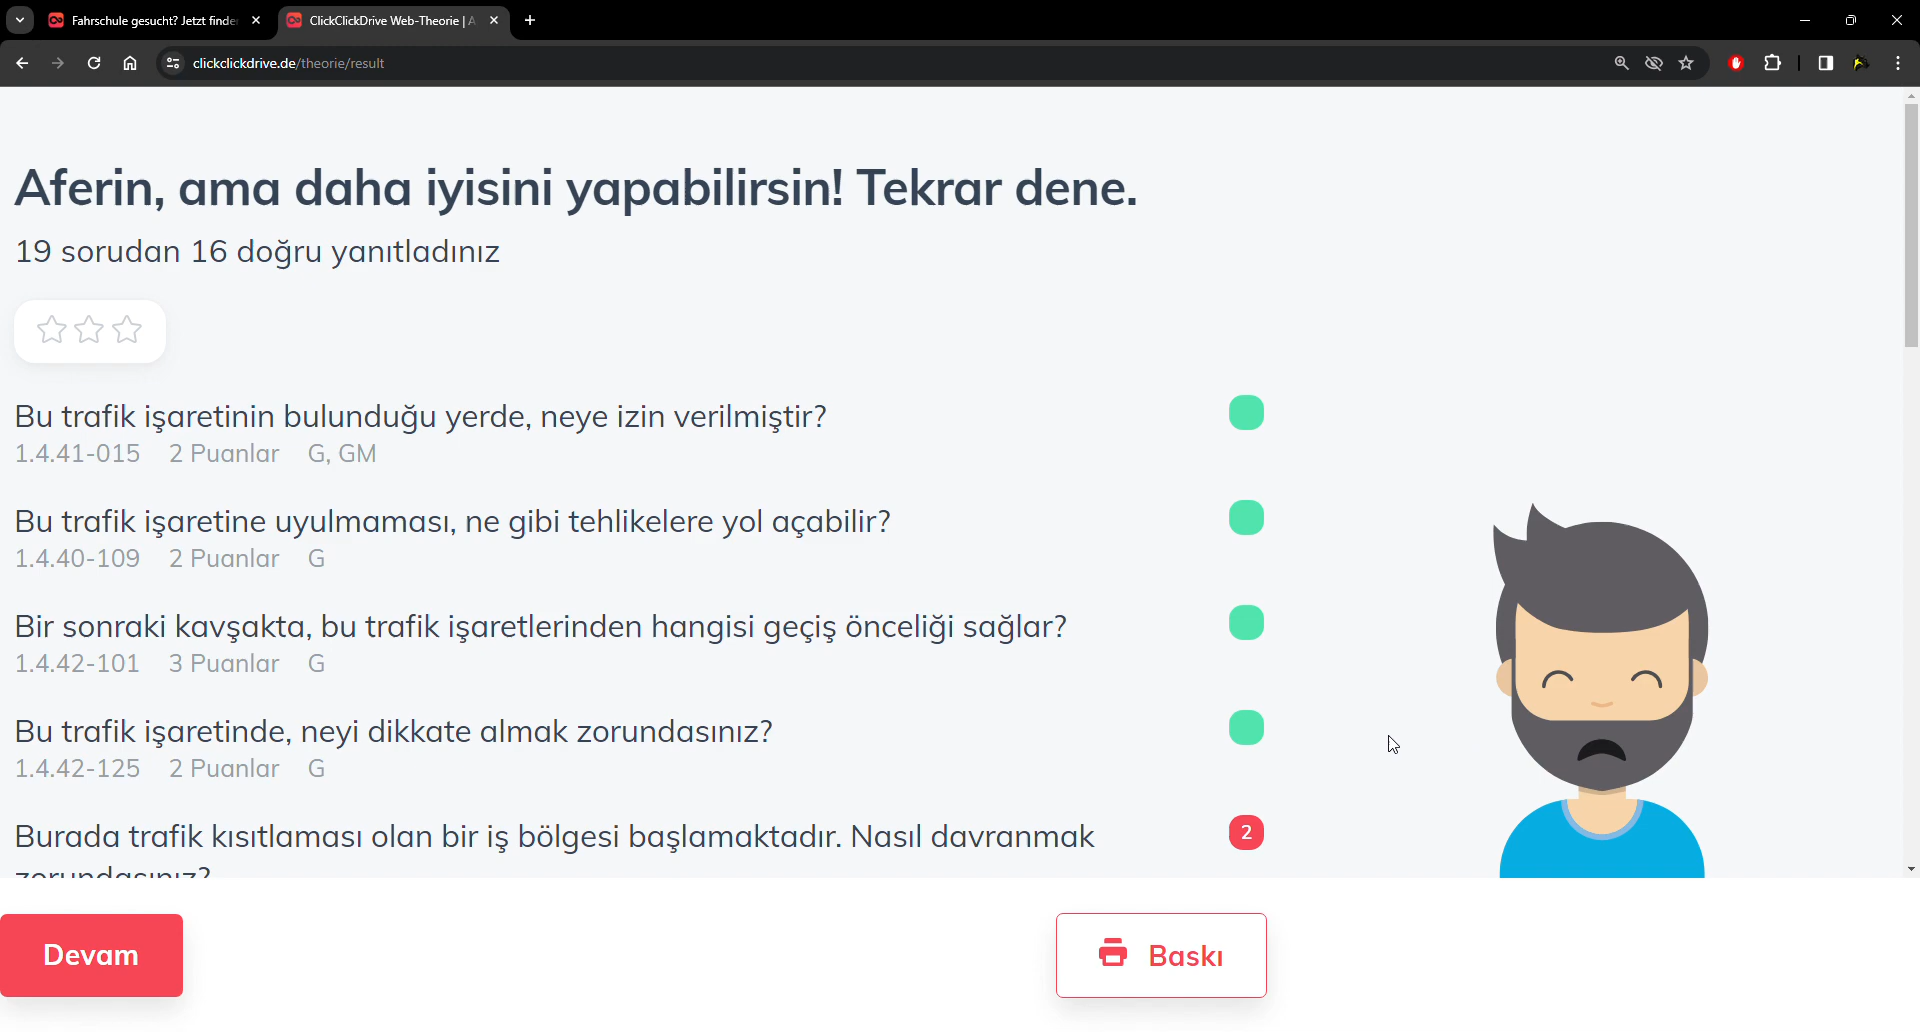 Fahrschule gesucht? Jetzt finde
ClickClickDrive Web-Theorie | A
clickclickdrive.de/theorie/result
Aferin, ama daha iyisini yapabilirsin! Tekrar dene.
19 sorudan 16 doğru yanıtladınız
Bu trafik işaretinin bulunduğu yerde, neye izin verilmiştir?
1.4.41-015 2 Puanlar G, GM
Bu trafik işaretine uyulmaması, ne gibi tehlikelere yol açabilir?
1.4.40-109 2 Puanlar G
Bir sonraki kavşakta, bu trafik işaretlerinden hangisi geçiş önceliği sağlar?
1.4.42-101 3 Puanlar G
Bu trafik işaretinde, neyi dikkate almak zorundasınız?
1.4.42-125 2 Puanlar G
Burada trafik kısıtlaması olan bir iş bölgesi başlamaktadır. Nasıl davranmak 2
zorundasınız?
Devam
Baskı